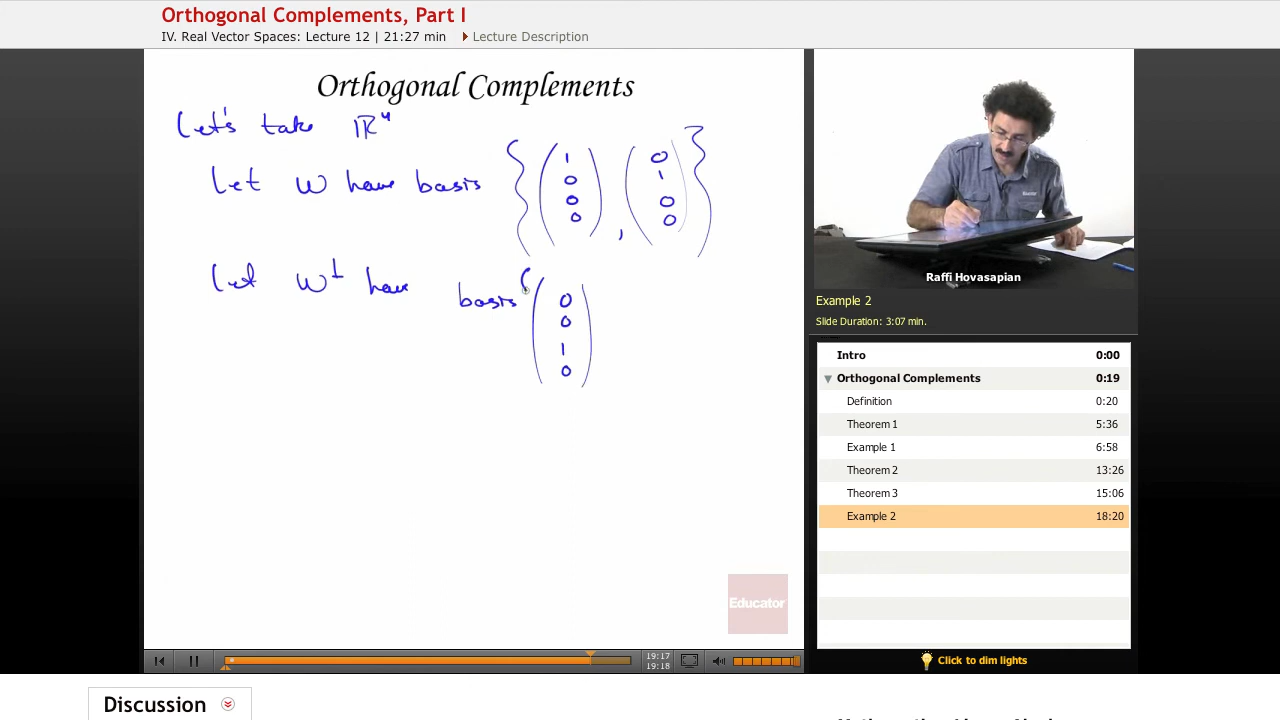 Orthogonal Complements, Part I
IV. Real Vector Spaces: Lecture 12 | 21:27 min Lecture Description
Orthogonal Complements
Let's take ℝ⁴
Let W have basis { (1 0 0 0), (0 1 0 0) }
Let W⊥ have basis { (0 0 1 0)
Raffi Hovasapian
Example 2
Slide Duration: 3:07 min.
Intro 0:00
Orthogonal Complements 0:19
Definition 0:20
Theorem 1 5:36
Example 1 6:58
Theorem 2 13:26
Theorem 3 15:06
Example 2 18:20
Educator
19:17
19:18
Click to dim lights
Discussion